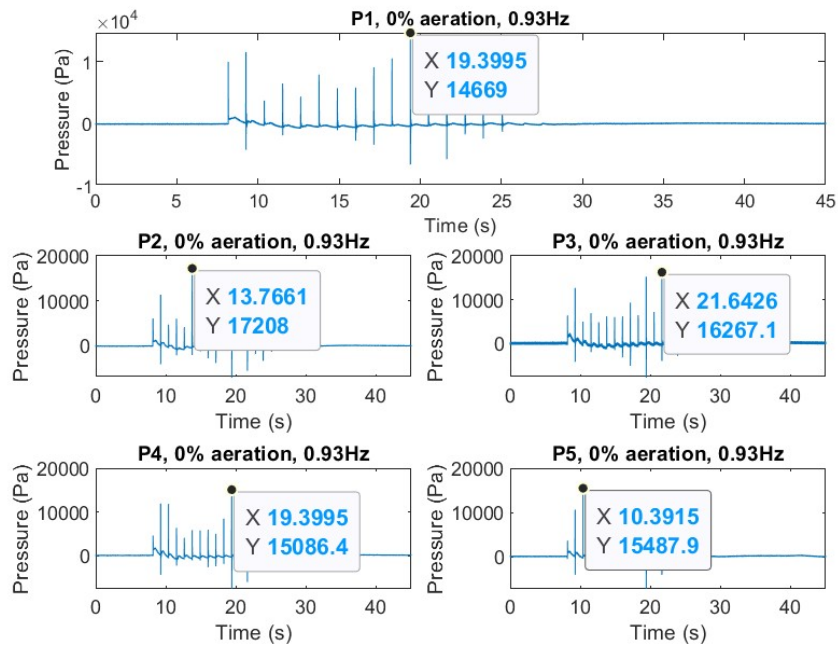 P1, 0% aeration, 0.93Hz
×10⁴
1
0
-1
Pressure (Pa)
X 19.3995
Y 14669
0 5 10 15 20 25 30 35 40 45
Time (s)
P2, 0% aeration, 0.93Hz
20000
10000
0
Pressure (Pa)
X 13.7661
Y 17208
0 10 20 30 40
Time (s)
P3, 0% aeration, 0.93Hz
20000
10000
0
Pressure (Pa)
X 21.6426
Y 16267.1
0 10 20 30 40
Time (s)
P4, 0% aeration, 0.93Hz
20000
10000
0
Pressure (Pa)
X 19.3995
Y 15086.4
0 10 20 30 40
Time (s)
P5, 0% aeration, 0.93Hz
20000
10000
0
Pressure (Pa)
X 10.3915
Y 15487.9
0 10 20 30 40
Time (s)